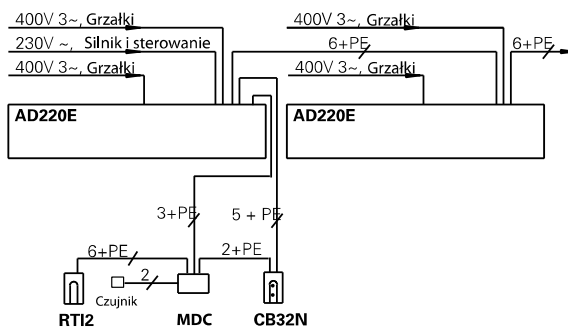 400V 3~, Grzałki
400V 3~, Grzałki
230V ~, Silnik i sterowanie
6+PE
6+PE
400V 3~, Grzałki
400V 3~, Grzałki
AD220E
AD220E
3+PE
5 + PE
6+PE
2+PE
2
Czujnik
RTI2
MDC
CB32N